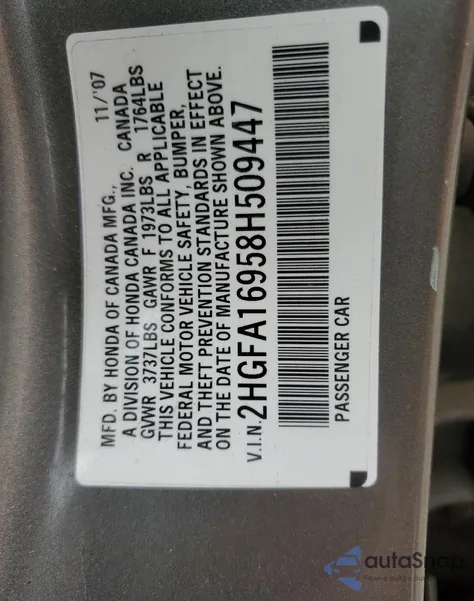 MFD. BY HONDA OF CANADA MFG., 11/'07
A DIVISION OF HONDA CANADA INC. CANADA
GVWR 3737LBS GAWR F 1973LBS R 1764LBS
THIS VEHICLE CONFORMS TO ALL APPLICABLE
FEDERAL MOTOR VEHICLE SAFETY, BUMPER,
AND THEFT PREVENTION STANDARDS IN EFFECT
ON THE DATE OF MANUFACTURE SHOWN ABOVE.
V.I.N. 2HGFA16958H509447
PASSENGER CAR
autoSnap